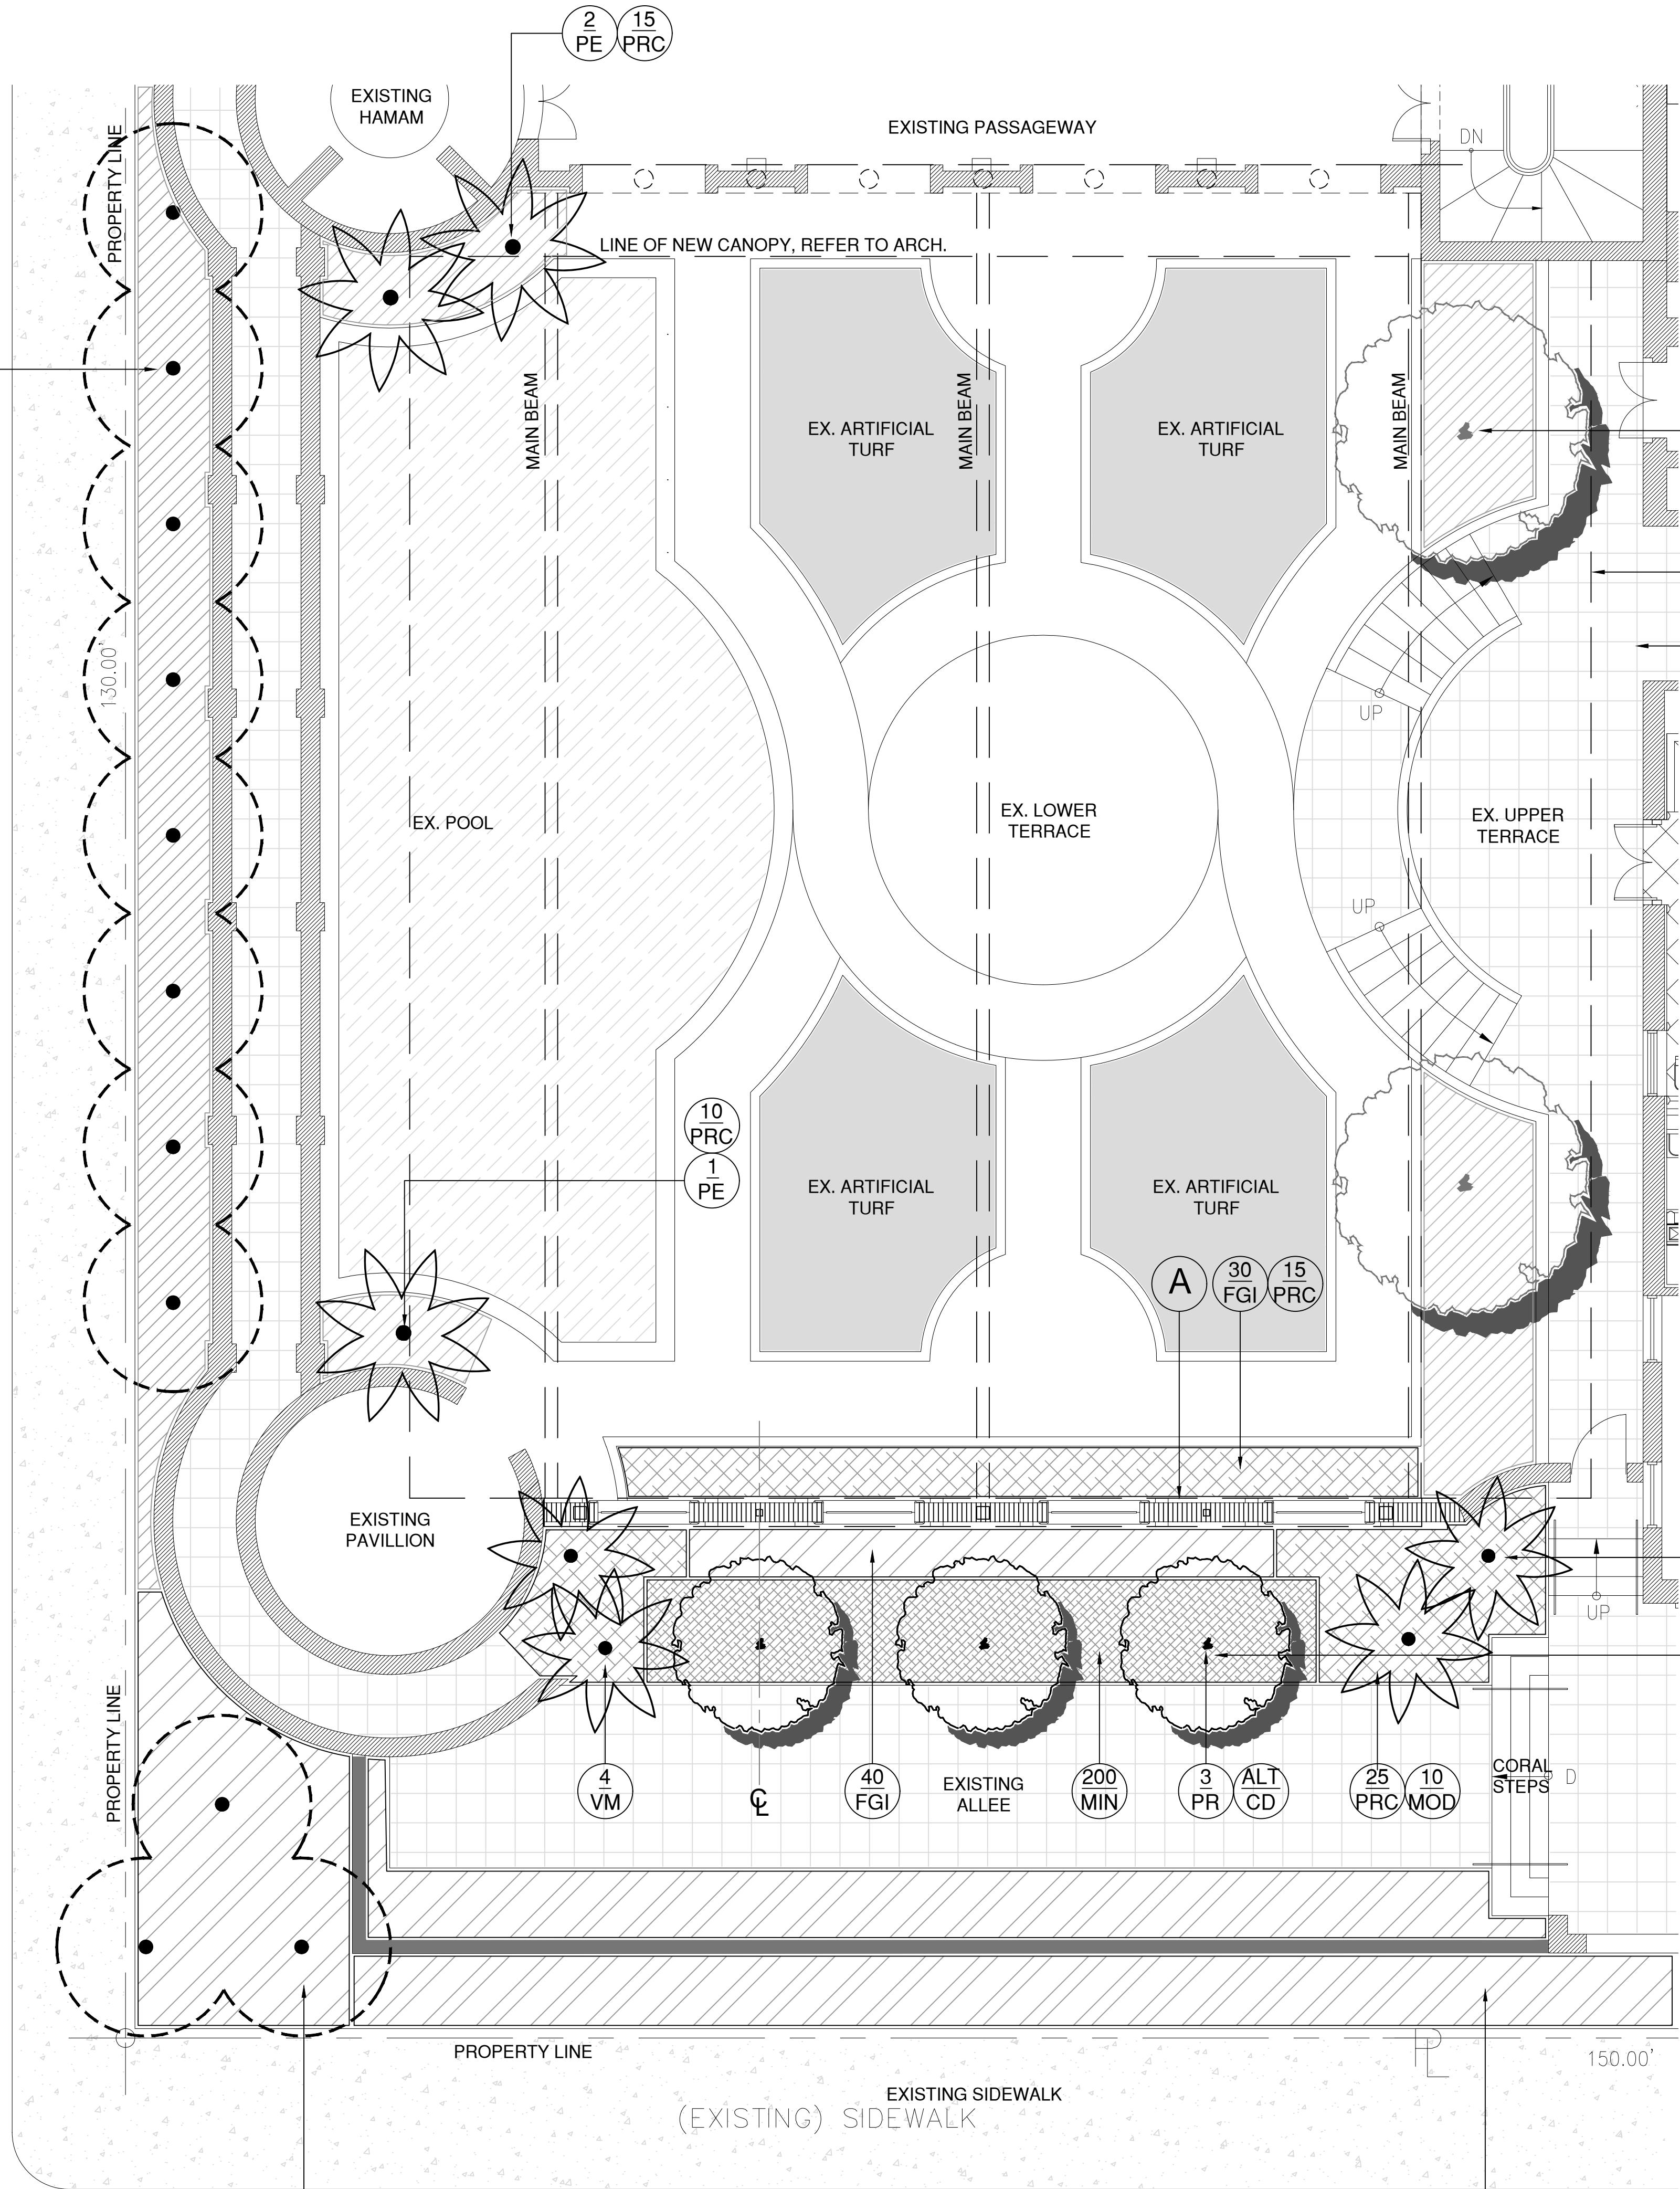 2
PE
15
PRC
EXISTING
HAMAM
EXISTING PASSAGEWAY
DN
PROPERTY LINE
LINE OF NEW CANOPY, REFER TO ARCH.
MAIN BEAM
MAIN BEAM
MAIN BEAM
EX. ARTIFICIAL
TURF
EX. ARTIFICIAL
TURF
130.00'
UP
EX. POOL
EX. LOWER
TERRACE
EX. UPPER
TERRACE
UP
10
PRC
1
PE
EX. ARTIFICIAL
TURF
EX. ARTIFICIAL
TURF
A
30
FGI
15
PRC
EXISTING
PAVILLION
UP
PROPERTY LINE
4
VM
CL
40
FGI
EXISTING
ALLEE
200
MIN
3
PR
ALT
CD
25
PRC
10
MOD
CORAL
STEPS
D
PROPERTY LINE
PL
150.00'
EXISTING SIDEWALK
(EXISTING) SIDEWALK